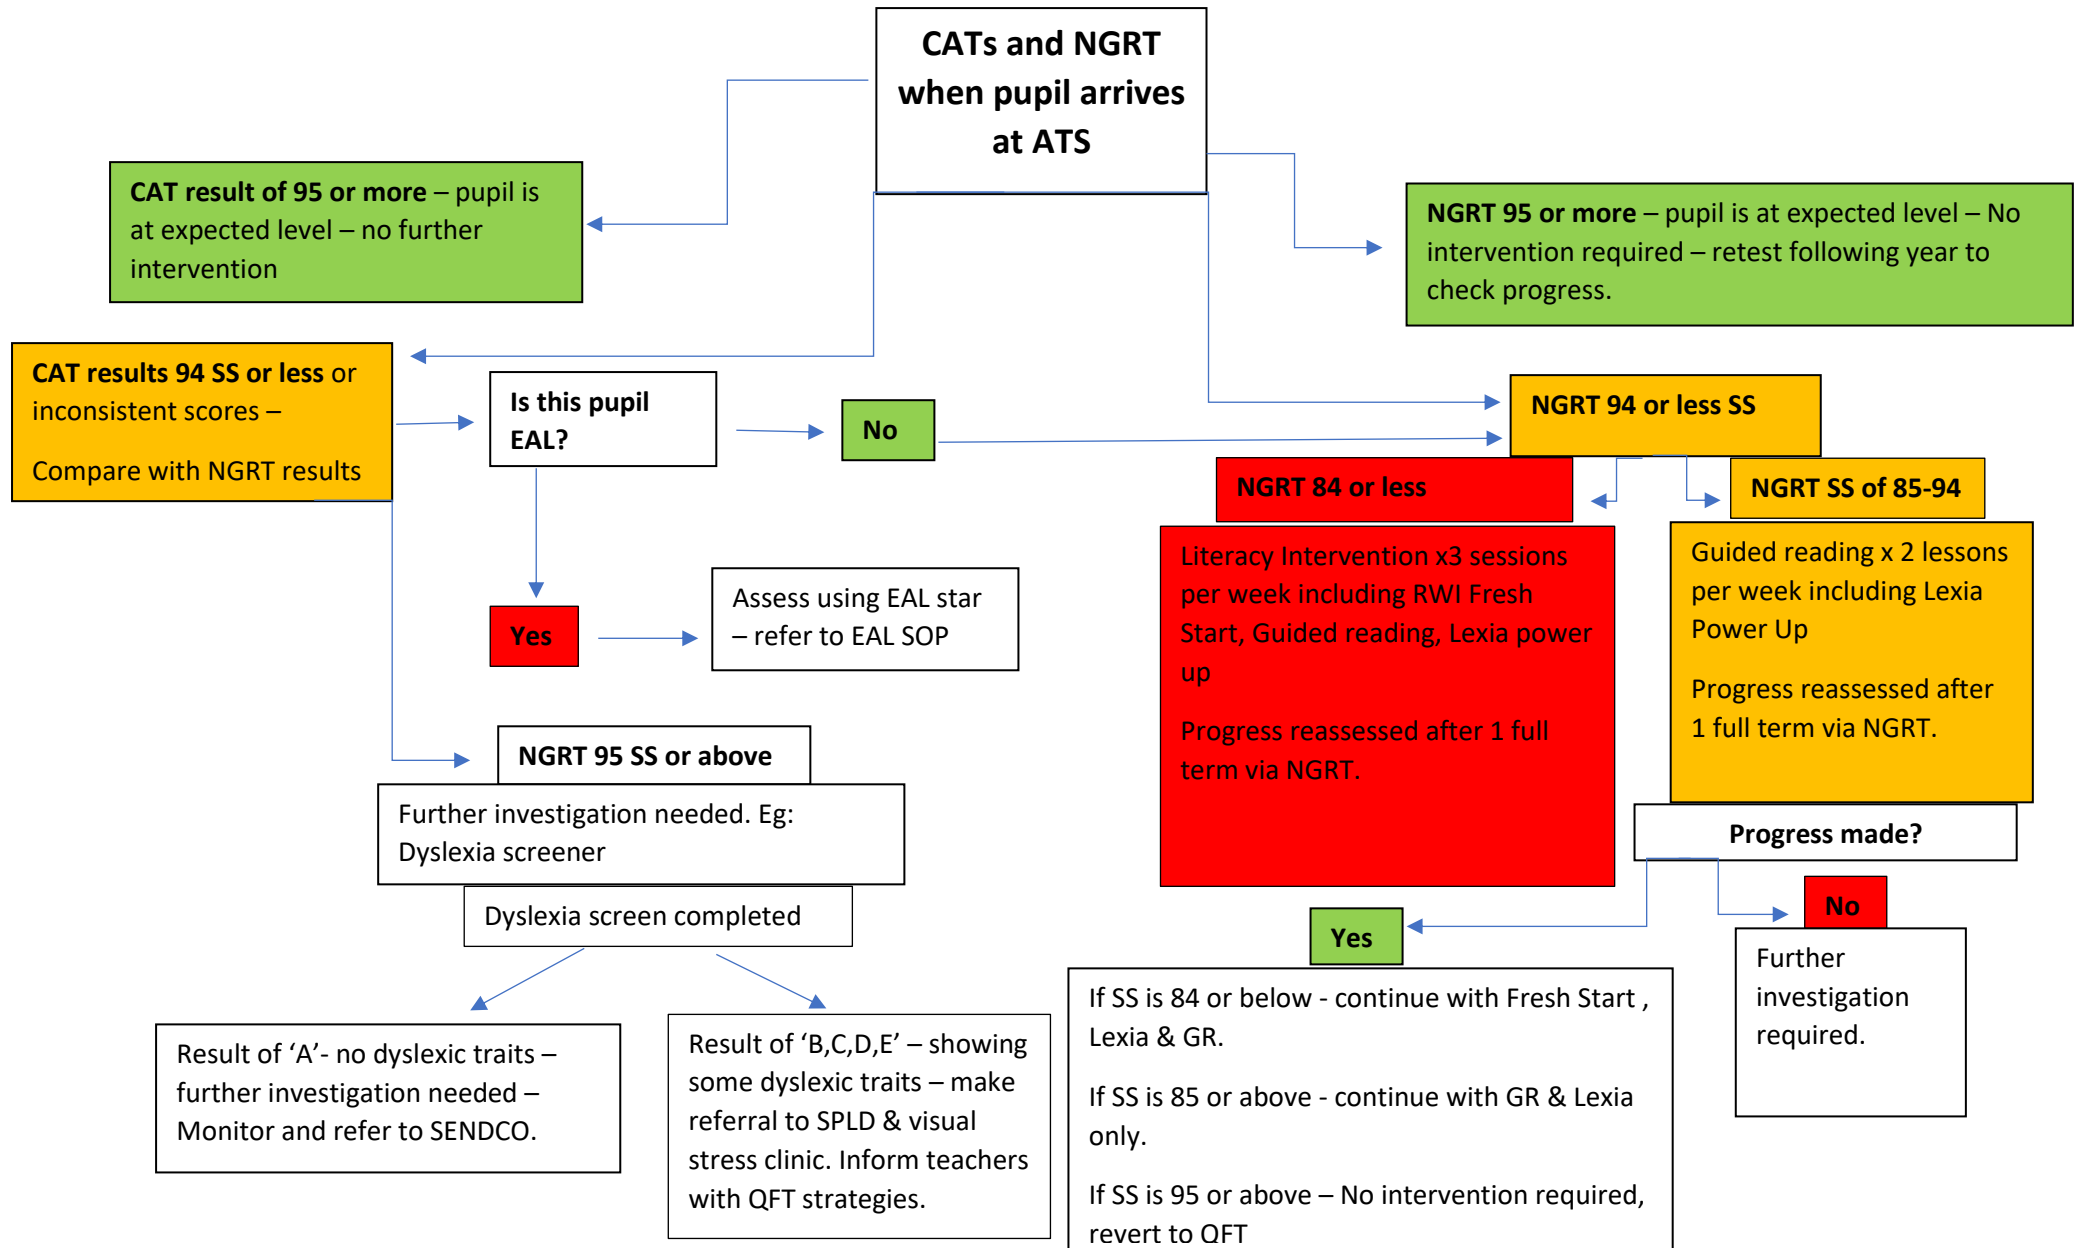 CATs and NGRT
when pupil arrives
at ATS
CAT result of 95 or more – pupil is
at expected level – no further
intervention
NGRT 95 or more – pupil is at expected level – No
intervention required – retest following year to
check progress.
CAT results 94 SS or less or
inconsistent scores –
Compare with NGRT results
Is this pupil
EAL?
No
NGRT 94 or less SS
NGRT 84 or less
NGRT SS of 85-94
Literacy Intervention x3 sessions
per week including RWI Fresh
Start, Guided reading, Lexia power
up
Progress reassessed after 1 full
term via NGRT.
Guided reading x 2 lessons
per week including Lexia
Power Up
Progress reassessed after
1 full term via NGRT.
Yes
Assess using EAL star
– refer to EAL SOP
NGRT 95 SS or above
Further investigation needed. Eg:
Dyslexia screener
Dyslexia screen completed
Progress made?
Yes
No
Further
investigation
required.
Result of ‘A’- no dyslexic traits –
further investigation needed –
Monitor and refer to SENDCO.
Result of ‘B,C,D,E’ – showing
some dyslexic traits – make
referral to SPLD & visual
stress clinic. Inform teachers
with QFT strategies.
If SS is 84 or below - continue with Fresh Start ,
Lexia & GR.
If SS is 85 or above - continue with GR & Lexia
only.
If SS is 95 or above – No intervention required,
revert to QFT